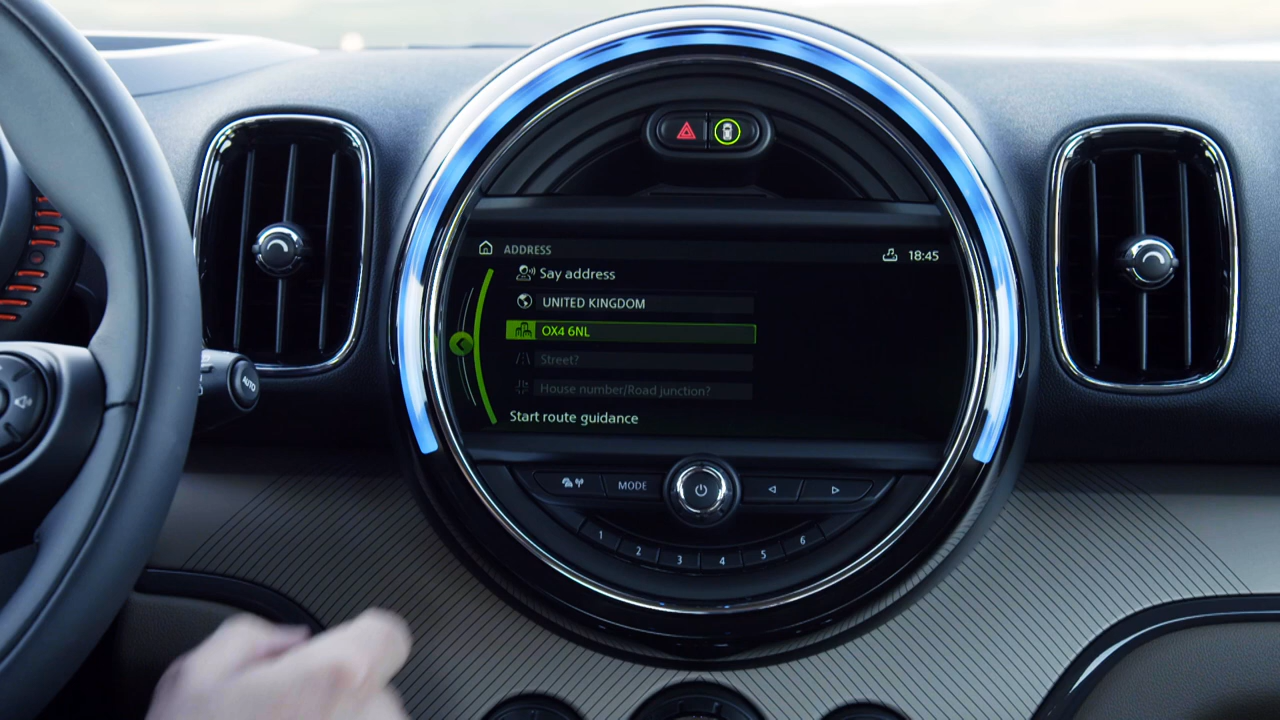 ADDRESS 18:45
Say address
UNITED KINGDOM
OX4 6NL
Street?
House number/Road junction?
Start route guidance
AUTO
MODE
1 2 3 4 5 6